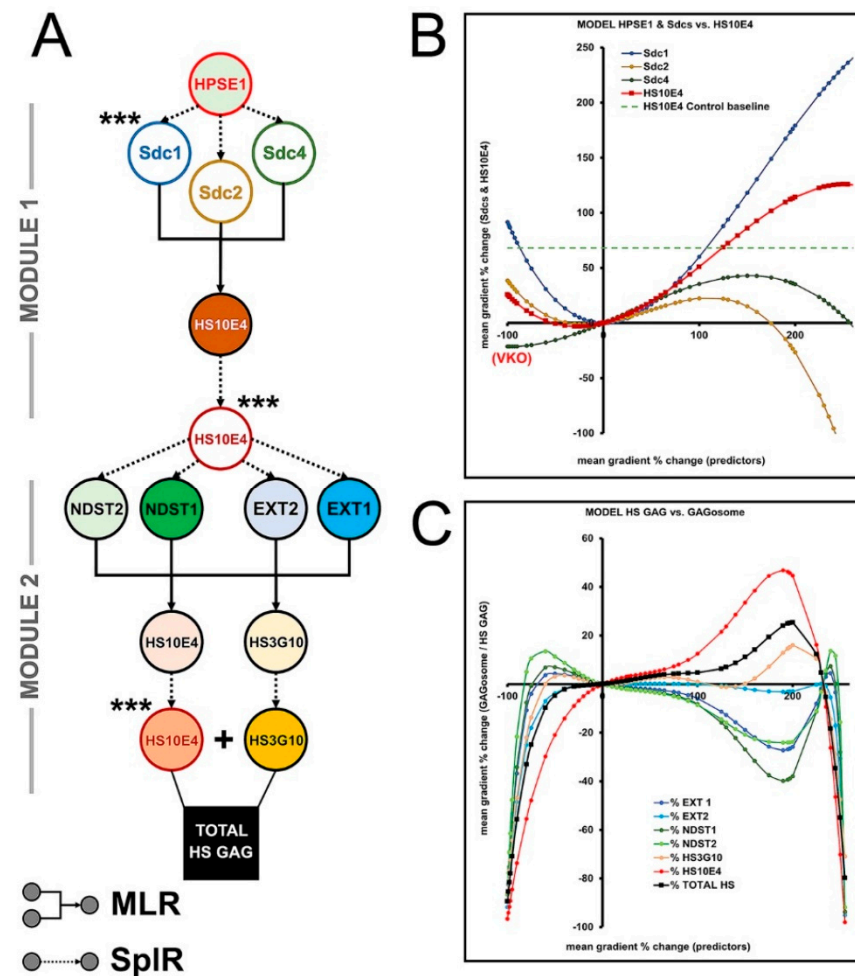 A
MODULE 1
HPSE1
***
Sdc1
Sdc2
Sdc4
HS10E4
HS10E4
***
MODULE 2
NDST2
NDST1
EXT2
EXT1
HS10E4
HS3G10
***
HS10E4
+
HS3G10
TOTAL
HS GAG
MLR
SplR
B
MODEL HPSE1 & Sdcs vs. HS10E4
mean gradient % change (Sdcs & HS10E4)
250
200
150
100
50
0
-50
-100
-100
0
100
200
(VKO)
Sdc1
Sdc2
Sdc4
HS10E4
HS10E4 Control baseline
mean gradient % change (predictors)
C
MODEL HS GAG vs. GAGosome
mean gradient % change (GAGosome / HS GAG)
60
40
20
0
-20
-40
-60
-80
-100
-100
0
100
200
% EXT 1
% EXT2
% NDST1
% NDST2
% HS3G10
% HS10E4
% TOTAL HS
mean gradient % change (predictors)